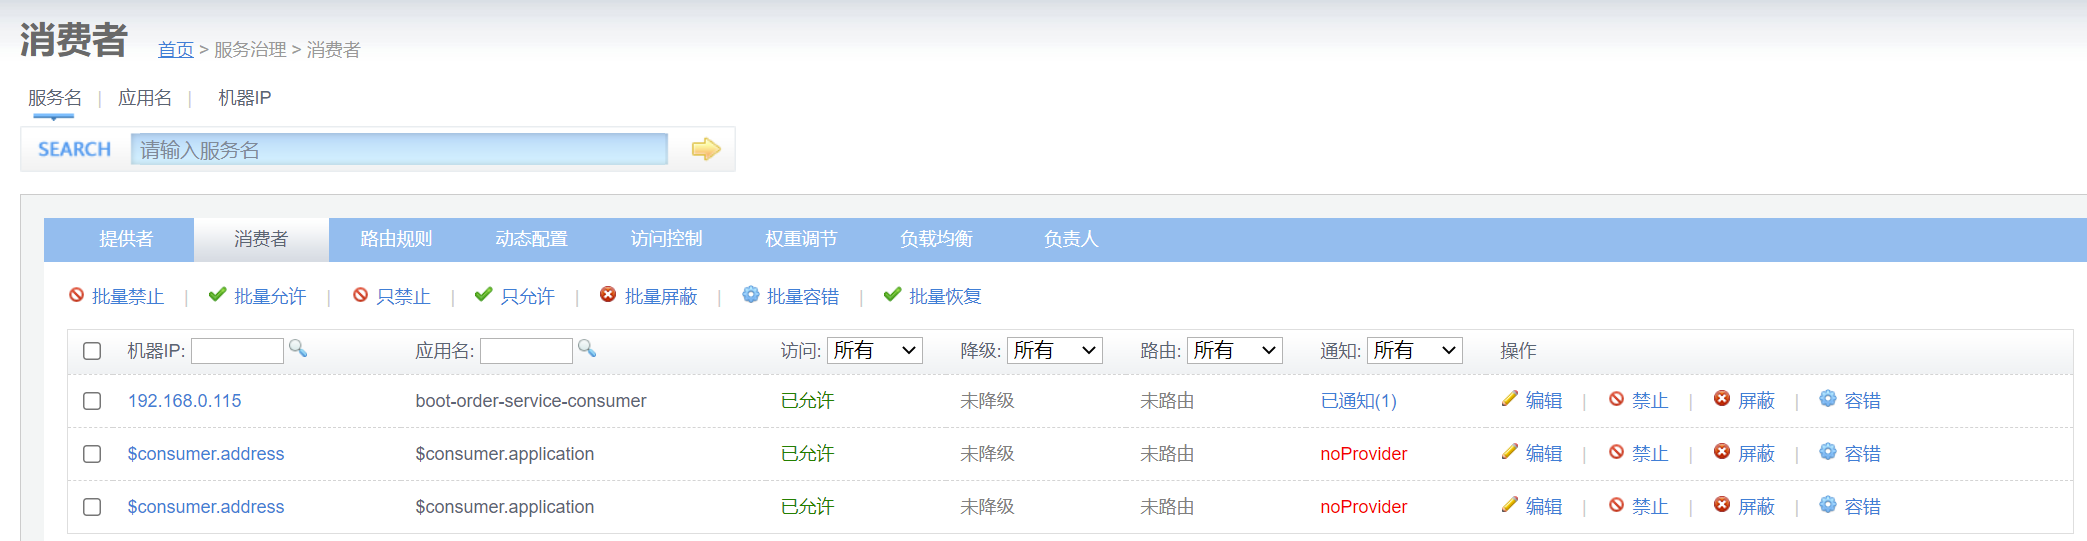 消费者 首页 > 服务治理 > 消费者
服务名 | 应用名 | 机器IP
SEARCH 请输入服务名
提供者 消费者 路由规则 动态配置 访问控制 权重调节 负载均衡 负责人
批量禁止 | 批量允许 | 只禁止 | 只允许 | 批量屏蔽 | 批量容错 | 批量恢复
机器IP: 应用名: 访问: 所有 降级: 所有 路由: 所有 通知: 所有 操作
192.168.0.115 boot-order-service-consumer 已允许 未降级 未路由 已通知(1) 编辑 | 禁止 | 屏蔽 | 容错
$consumer.address $consumer.application 已允许 未降级 未路由 noProvider 编辑 | 禁止 | 屏蔽 | 容错
$consumer.address $consumer.application 已允许 未降级 未路由 noProvider 编辑 | 禁止 | 屏蔽 | 容错